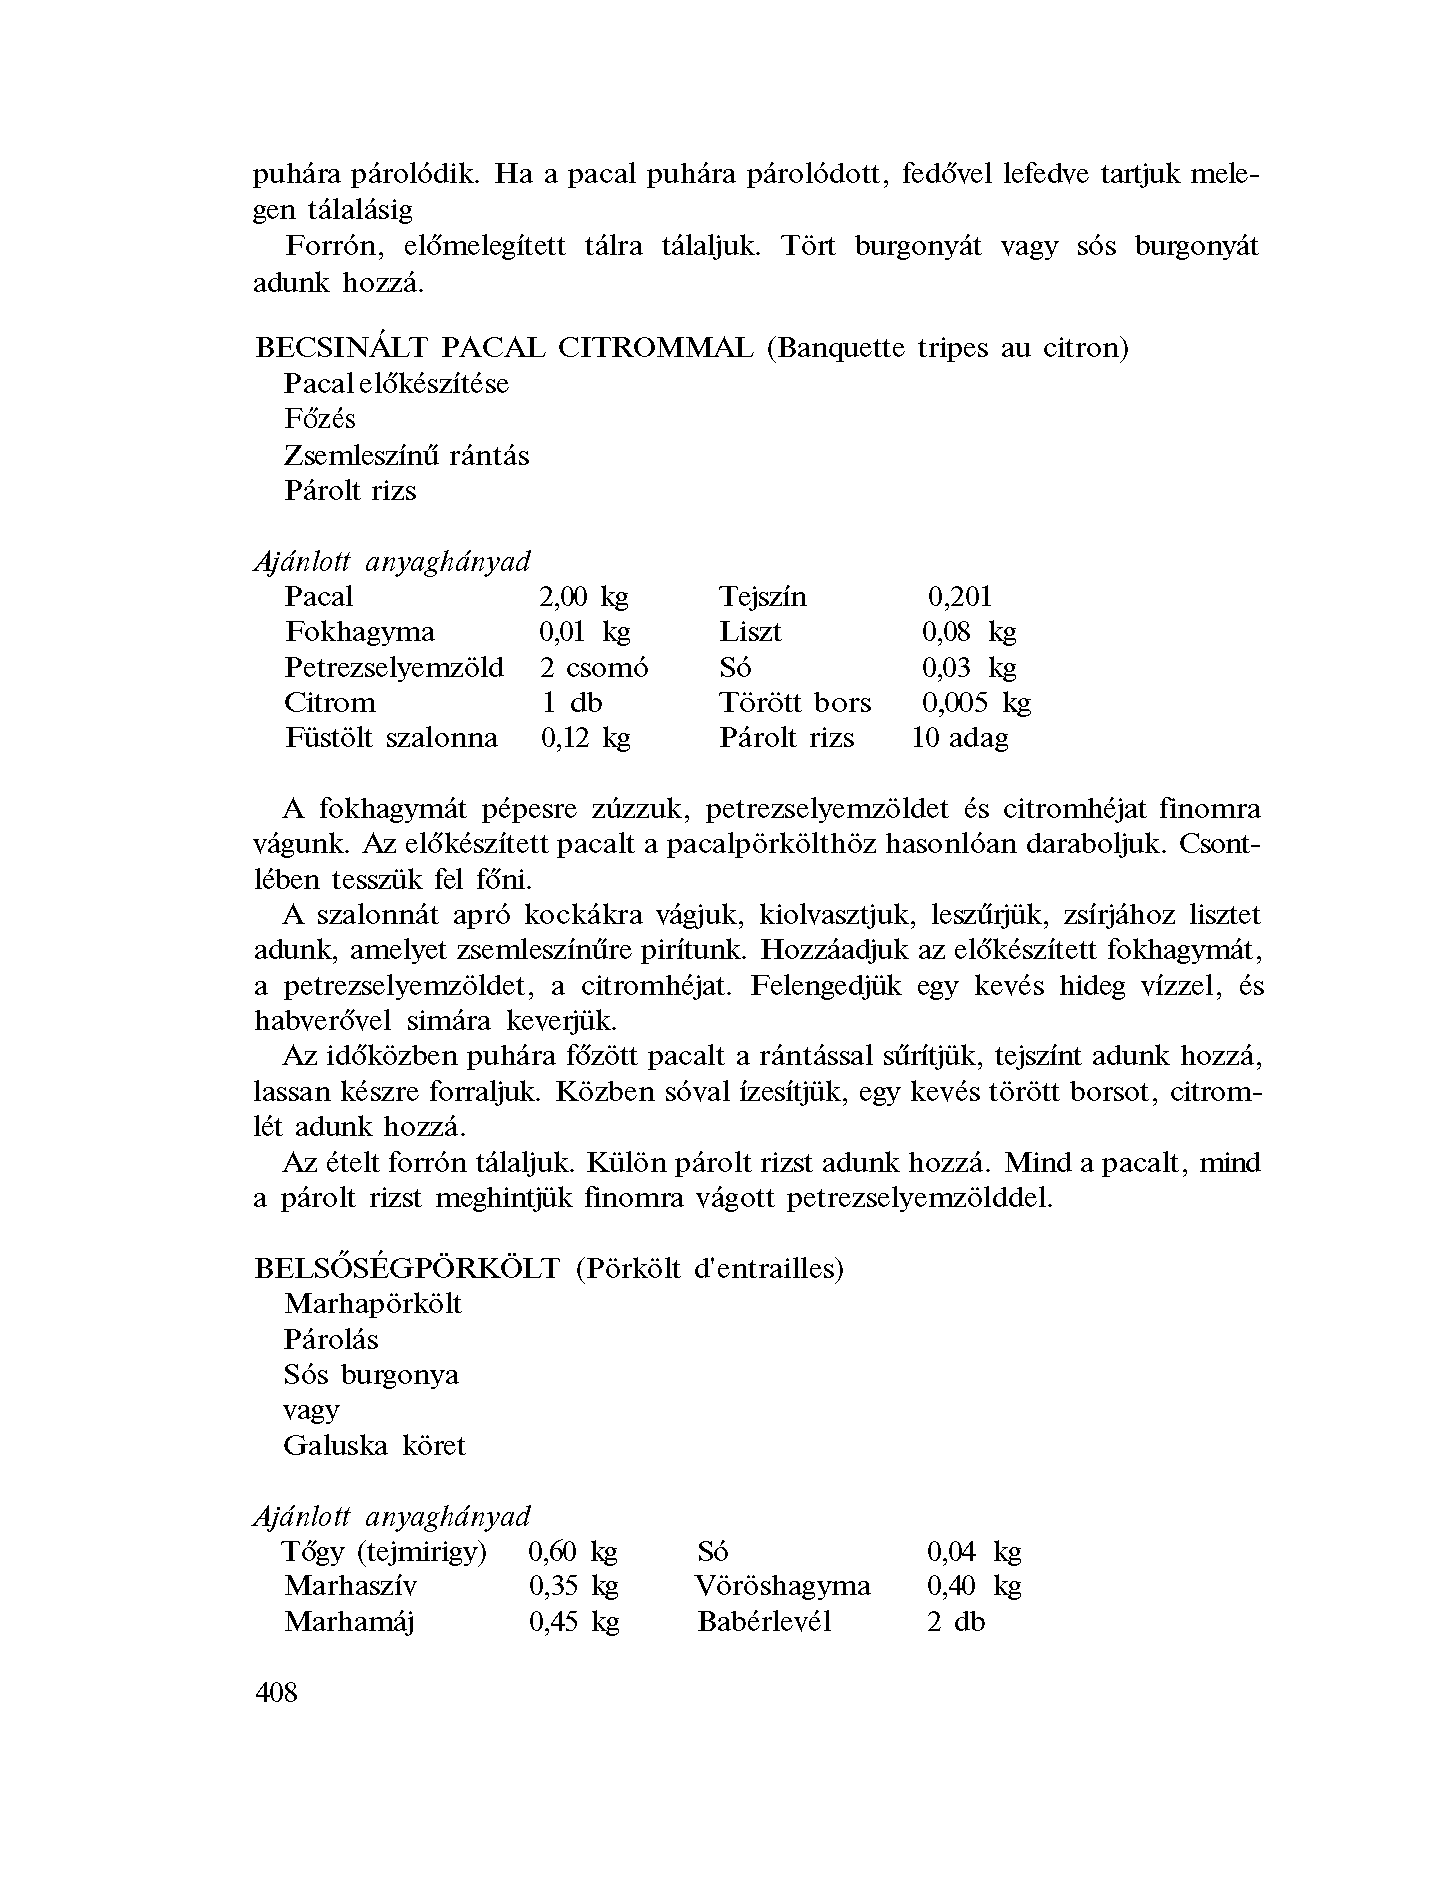 puhára párolódik. Ha a pacal puhára párolódott, fedővel lefedve tartjuk mele-
gen tálalásig
Forrón, előmelegített tálra tálaljuk. Tört burgonyát vagy sós burgonyát
adunk hozzá.
BECSINÁLT PACAL CITROMMAL (Banquette tripes au citron)
Pacal előkészítése
Főzés
Zsemleszínű rántás
Párolt rizs
Ajánlott anyaghányad
Pacal 2,00 kg Tejszín 0,201
Fokhagyma 0,01 kg Liszt 0,08 kg
Petrezselyemzöld 2 csomó Só 0,03 kg
Citrom 1 db Törött bors 0,005 kg
Füstölt szalonna 0,12 kg Párolt rizs 10 adag
A fokhagymát pépesre zúzzuk, petrezselyemzöldet és citromhéjat finomra
vágunk. Az előkészített pacalt a pacalpörkölthöz hasonlóan daraboljuk. Csont-
lében tesszük fel főni.
A szalonnát apró kockákra vágjuk, kiolvasztjuk, leszűrjük, zsírjához lisztet
adunk, amelyet zsemleszínűre pirítunk. Hozzáadjuk az előkészített fokhagymát,
a petrezselyemzöldet, a citromhéjat. Felengedjük egy kevés hideg vízzel, és
habverővel simára keverjük.
Az időközben puhára főzött pacalt a rántással sűrítjük, tejszínt adunk hozzá,
lassan készre forraljuk. Közben sóval ízesítjük, egy kevés törött borsot, citrom-
lét adunk hozzá.
Az ételt forrón tálaljuk. Külön párolt rizst adunk hozzá. Mind a pacalt, mind
a párolt rizst meghintjük finomra vágott petrezselyemzölddel.
BELSŐSÉGPÖRKÖLT (Pörkölt d'entrailles)
Marhapörkölt
Párolás
Sós burgonya
vagy
Galuska köret
Ajánlott anyaghányad
Tőgy (tejmirigy) 0,60 kg Só 0,04 kg
Marhaszív 0,35 kg Vöröshagyma 0,40 kg
Marhamáj 0,45 kg Babérlevél 2 db
408